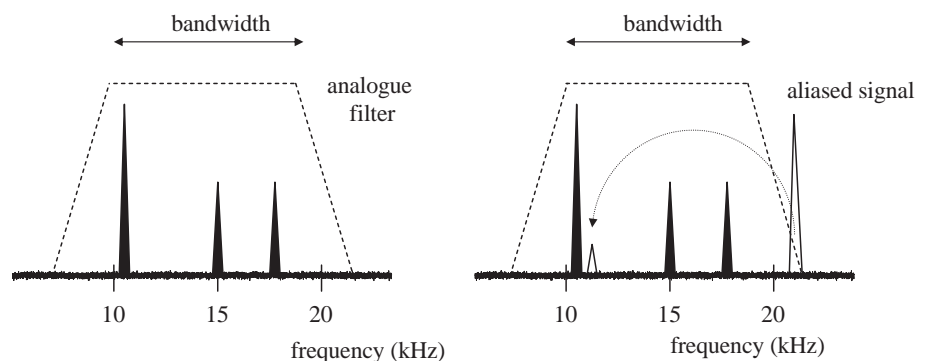 bandwidth
analogue
filter
10
15
20
frequency (kHz)
bandwidth
aliased signal
10
15
20
frequency (kHz)